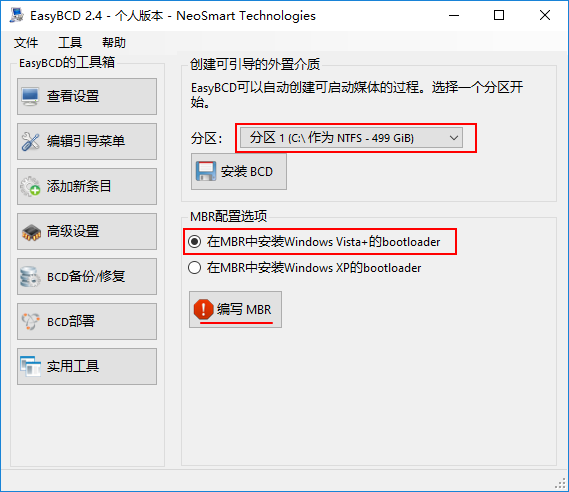 EasyBCD 2.4 - 个人版本 - NeoSmart Technologies
文件 工具 帮助
EasyBCD的工具箱
查看设置
编辑引导菜单
添加新条目
高级设置
BCD备份/修复
BCD部署
实用工具
创建可引导的外置介质
EasyBCD可以自动创建可启动媒体的过程。选择一个分区开
始。
分区： 分区 1 (C:\ 作为 NTFS - 499 GiB)
安装 BCD
MBR配置选项
在MBR中安装Windows Vista+的bootloader
在MBR中安装Windows XP的bootloader
编写 MBR